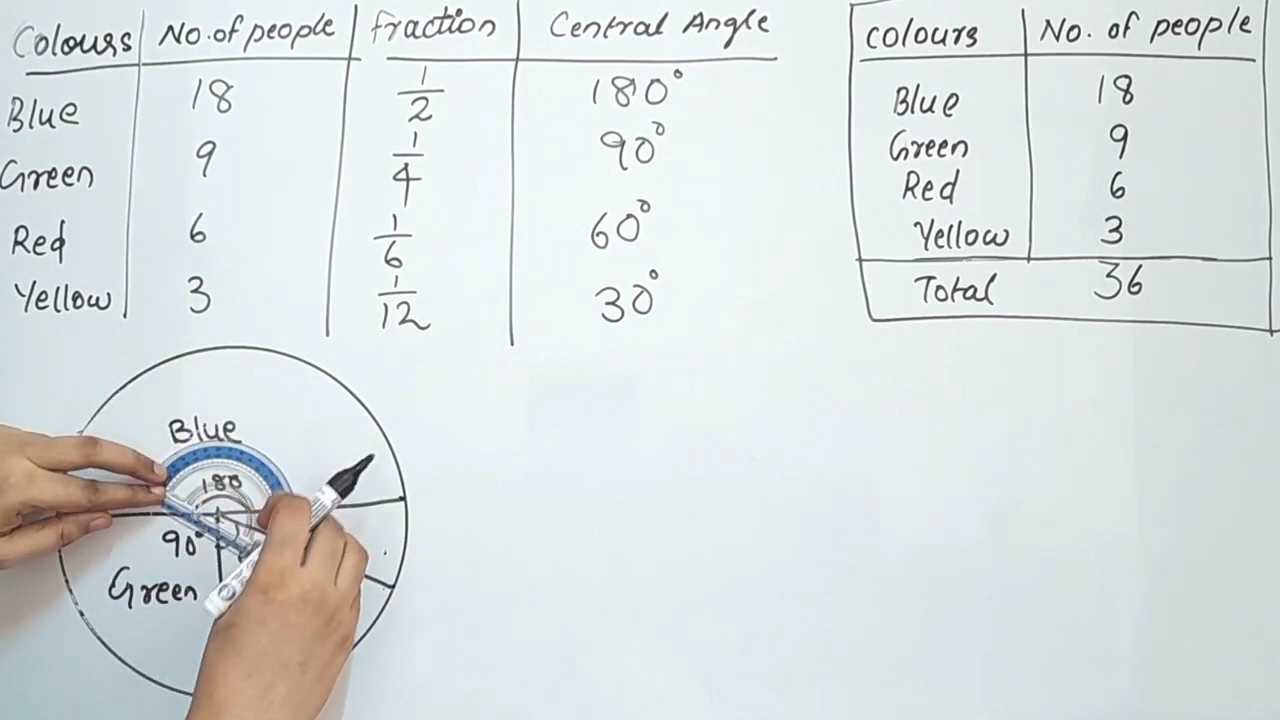 Colours No. of people fraction Central Angle
Blue 18 1/2 180°
Green 9 1/4 90°
Red 6 1/6 60°
Yellow 3 1/12 30°
colours No. of people
Blue 18
Green 9
Red 6
Yellow 3
Total 36
Blue
180
90°
Green